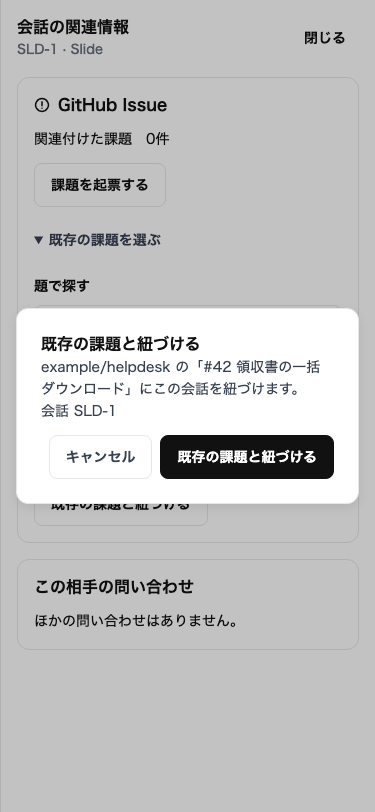 会話の関連情報
SLD-1 · Slide
閉じる
GitHub Issue
関連付けた課題 0件
課題を起票する
▼ 既存の課題を選ぶ
題で探す
既存の課題と紐づける
example/helpdesk の「#42 領収書の一括
ダウンロード」にこの会話を紐づけます。
会話 SLD-1
キャンセル
既存の課題と紐づける
既存の課題と紐づける
この相手の問い合わせ
ほかの問い合わせはありません。